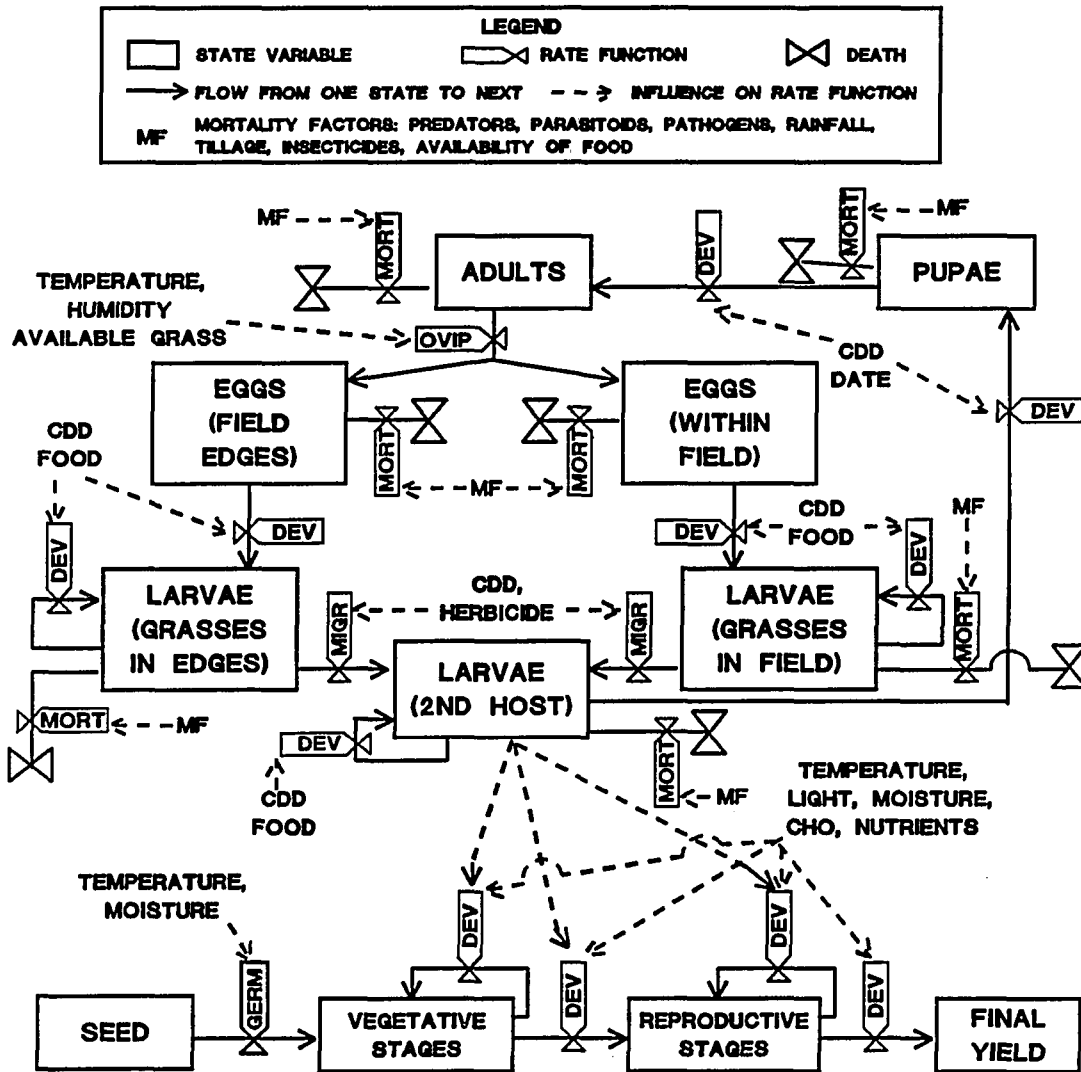 LEGEND
STATE VARIABLE
RATE FUNCTION
DEATH
FLOW FROM ONE STATE TO NEXT
INFLUENCE ON RATE FUNCTION
MF
MORTALITY FACTORS: PREDATORS, PARASITOIDS, PATHOGENS, RAINFALL,
TILLAGE, INSECTICIDES, AVAILABILITY OF FOOD
MF
MORT
ADULTS
DEV
MORT
MF
PUPAE
TEMPERATURE,
HUMIDITY
AVAILABLE GRASS
OVIP
CDD
DATE
DEV
EGGS
(FIELD
EDGES)
MORT
MF
MORT
EGGS
(WITHIN
FIELD)
CDD
FOOD
DEV
DEV
DEV
CDD
FOOD
DEV
MF
MORT
LARVAE
(GRASSES
IN EDGES)
MIGR
CDD,
HERBICIDE
MIGR
LARVAE
(GRASSES
IN FIELD)
MORT
MF
LARVAE
(2ND HOST)
DEV
CDD
FOOD
MORT
MF
TEMPERATURE,
LIGHT, MOISTURE,
CHO, NUTRIENTS
TEMPERATURE,
MOISTURE
GERM
DEV
DEV
DEV
DEV
SEED
VEGETATIVE
STAGES
REPRODUCTIVE
STAGES
FINAL
YIELD